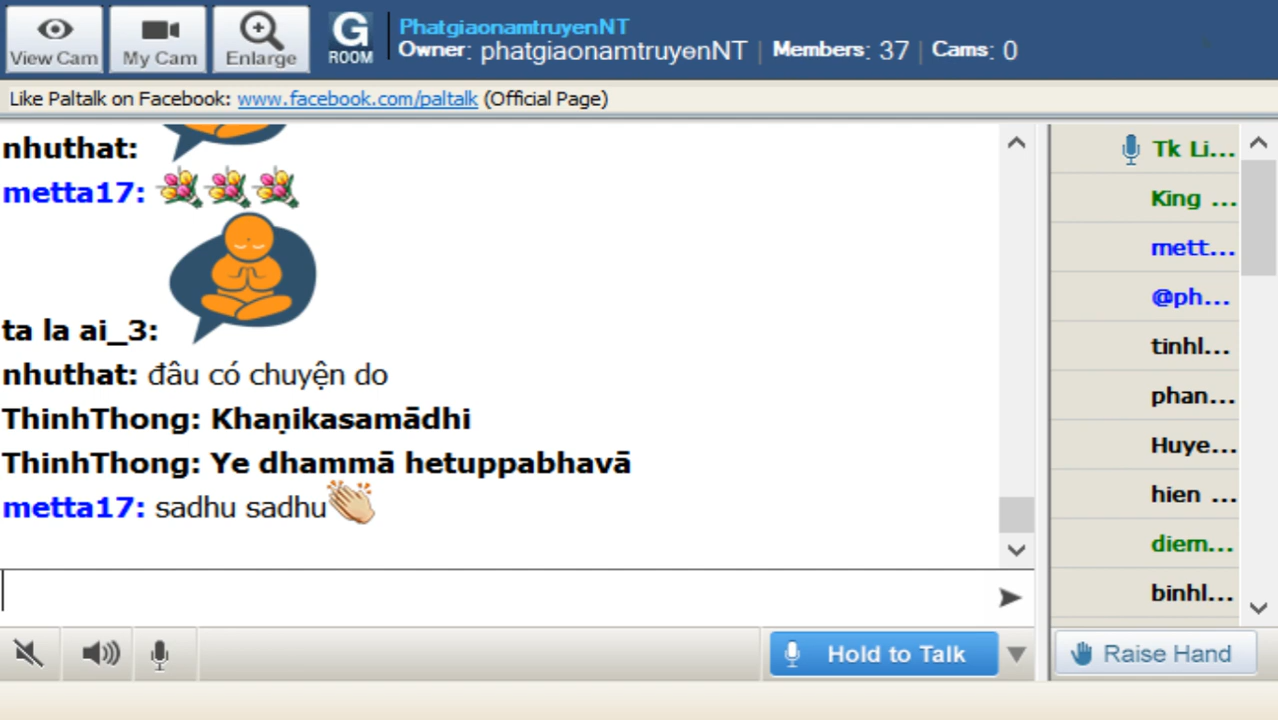 View Cam
My Cam
Enlarge
G ROOM
PhatgiaonamtruyenNT
Owner: phatgiaonamtruyenNT | Members: 37 | Cams: 0
Like Paltalk on Facebook: www.facebook.com/paltalk (Official Page)
nhuthat:
metta17:
ta la ai_3:
nhuthat: đâu có chuyện do
ThinhThong: Khaṇikasamādhi
ThinhThong: Ye dhammā hetuppabhavā
metta17: sadhu sadhu
Tk Li...
King ...
mett...
@ph...
tinhl...
phan...
Huye...
hien ...
diem...
binhl...
Hold to Talk
Raise Hand